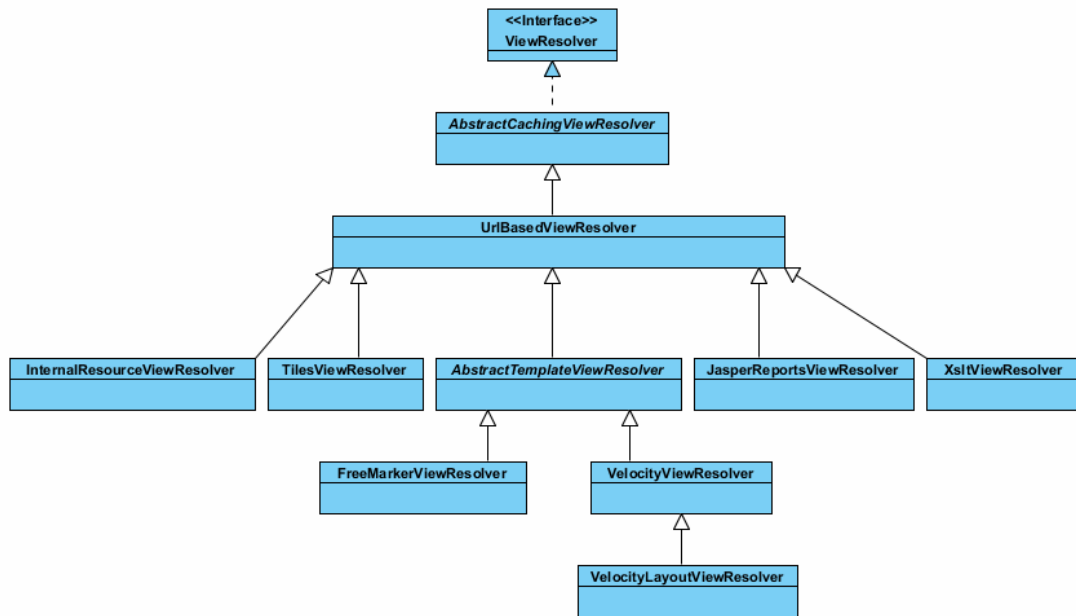 <<Interface>>
ViewResolver
AbstractCachingViewResolver
UrlBasedViewResolver
InternalResourceViewResolver
TilesViewResolver
AbstractTemplateViewResolver
JasperReportsViewResolver
XsltViewResolver
FreeMarkerViewResolver
VelocityViewResolver
VelocityLayoutViewResolver